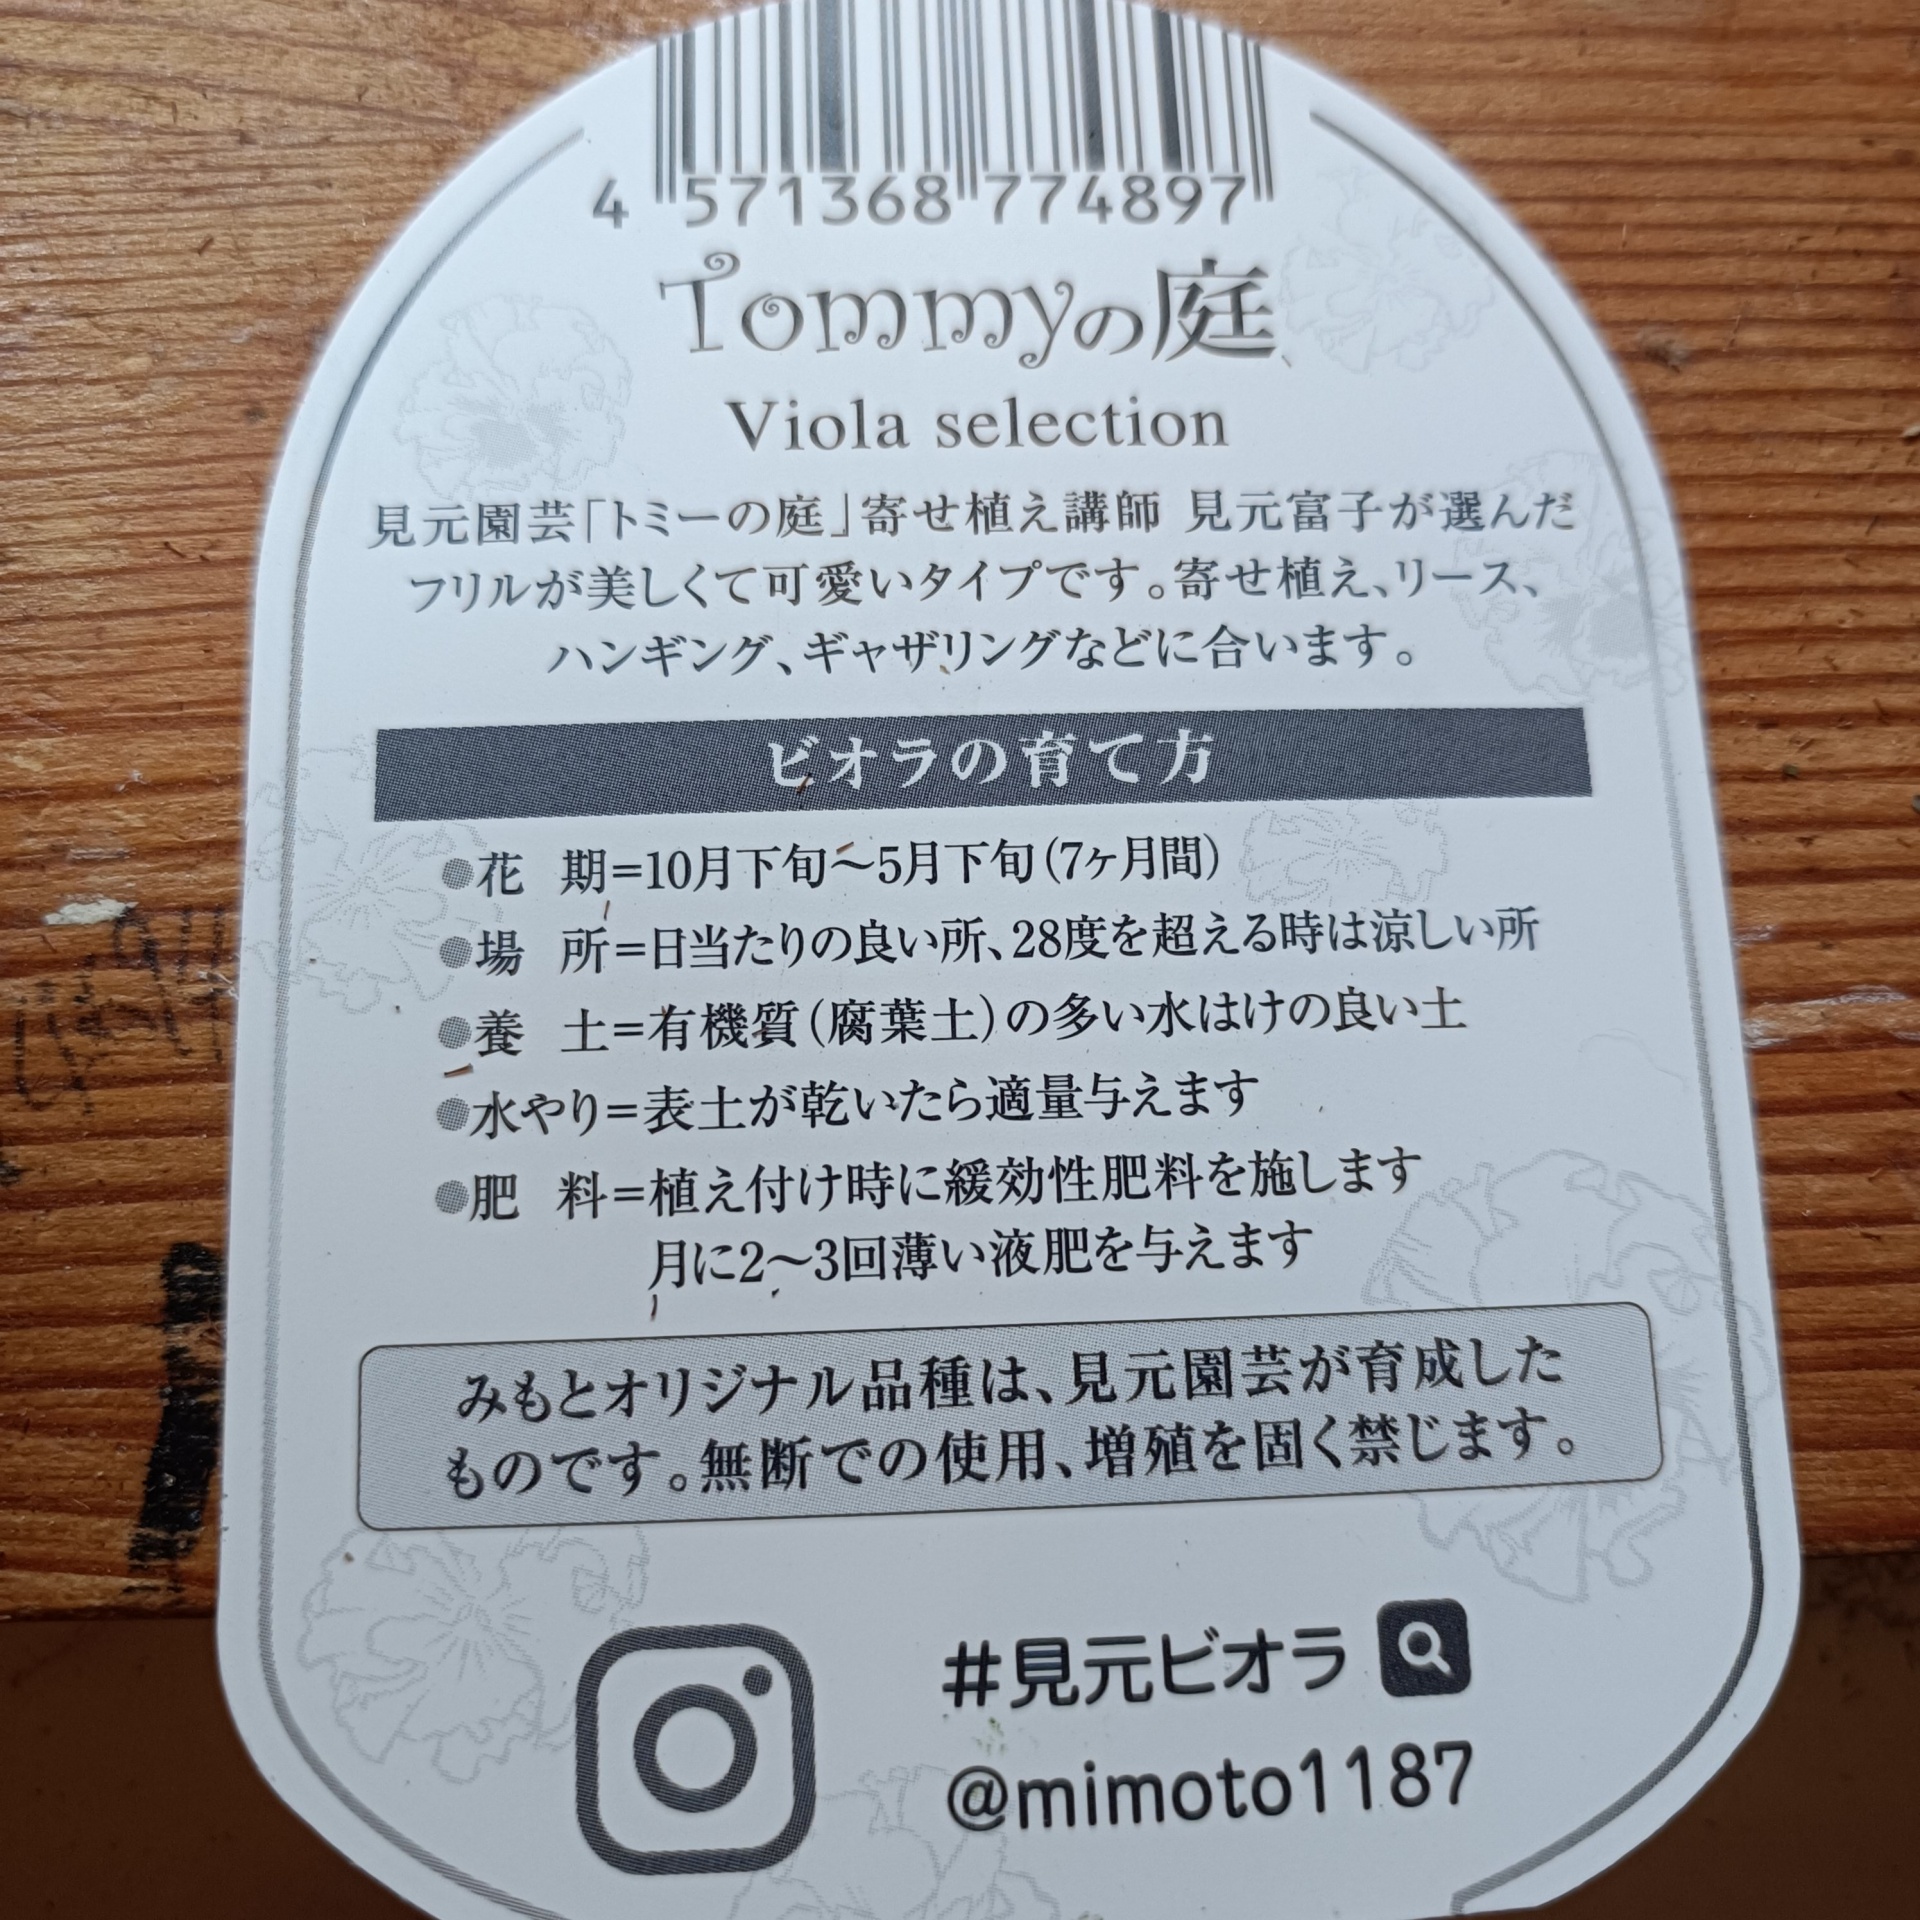 4 571368 774897
Tommyの庭
Viola selection
見元園芸「トミーの庭」寄せ植え講師 見元富子が選んだ
フリルが美しくて可愛いタイプです。寄せ植え、リース、
ハンギング、ギャザリングなどに合います。
ビオラの育て方
●花　期=10月下旬～5月下旬(7ヶ月間)
●場　所=日当たりの良い所、28度を超える時は涼しい所
●養　土=有機質(腐葉土)の多い水はけの良い土
●水やり=表土が乾いたら適量与えます
●肥　料=植え付け時に緩効性肥料を施します
月に2～3回薄い液肥を与えます
みもとオリジナル品種は、見元園芸が育成した
ものです。無断での使用、増殖を固く禁じます。
#見元ビオラ
@mimoto1187